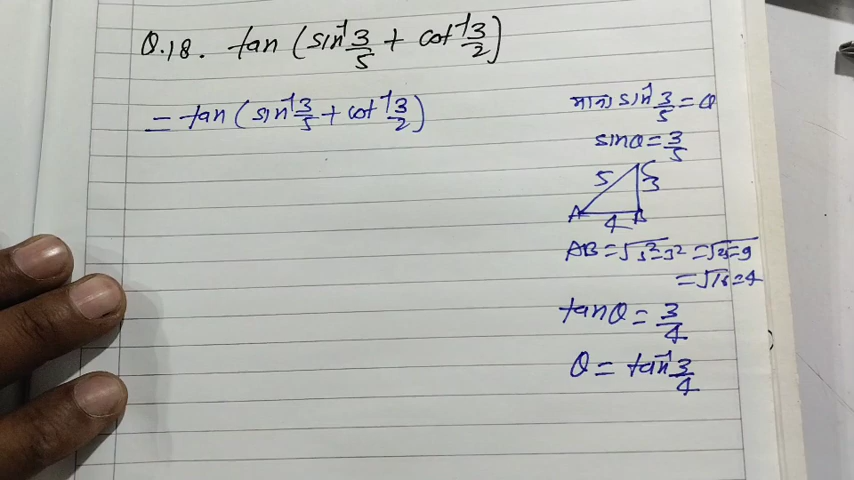 Q.18. tan (sin⁻¹ 3/5 + cot⁻¹ 3/2)
= tan (sin⁻¹ 3/5 + cot⁻¹ 3/2)
माना sin⁻¹ 3/5 = θ
sinθ = 3/5
C
5 3
A B
4
AB = √5²-3² = √25-9
= √16 = 4
tanθ = 3/4
θ = tan⁻¹ 3/4